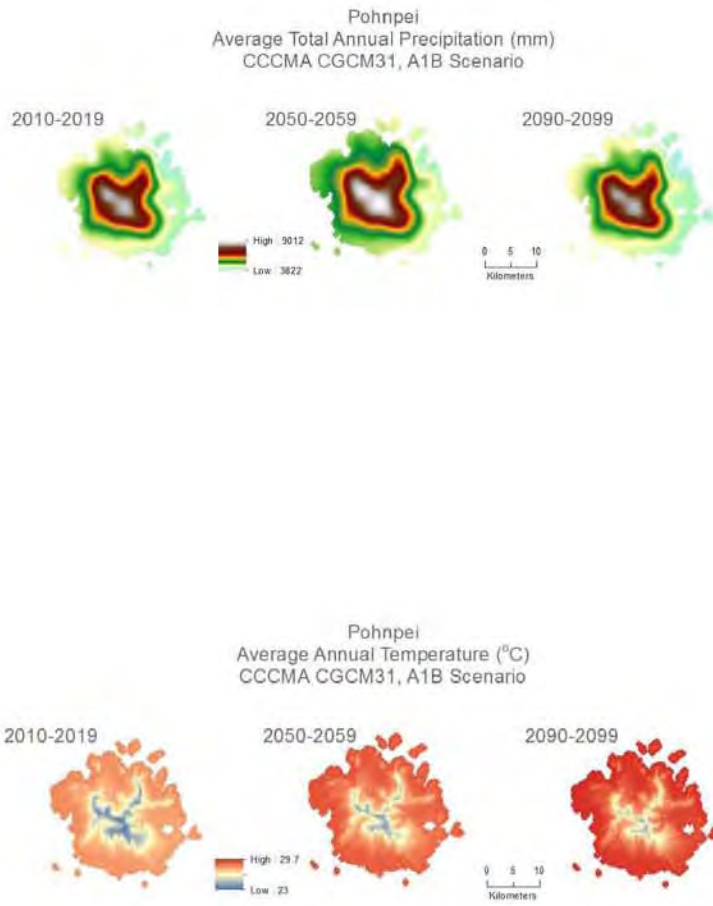 Pohnpei
Average Total Annual Precipitation (mm)
CCCMA CGCM31, A1B Scenario
2010-2019
2050-2059
2090-2099
High : 9012
Low : 3822
0 5 10
Kilometers
Pohnpei
Average Annual Temperature (°C)
CCCMA CGCM31, A1B Scenario
2010-2019
2050-2059
2090-2099
High : 29.7
Low : 23
0 5 10
Kilometers